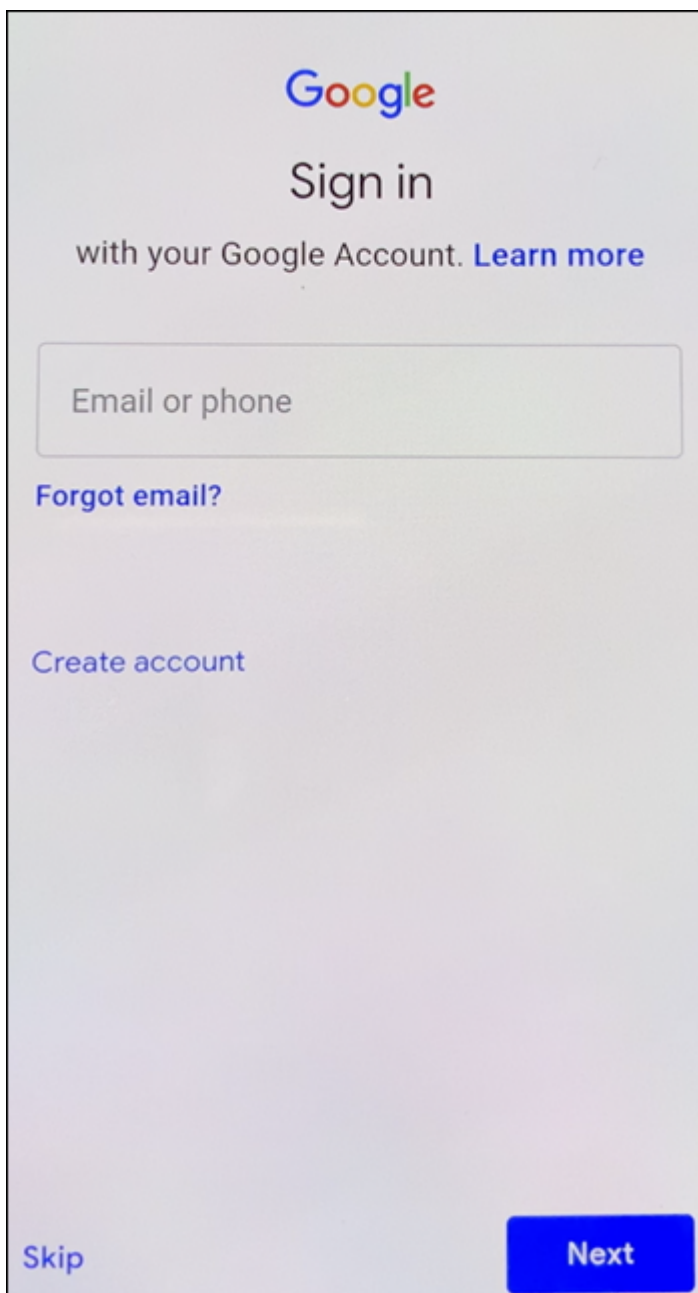 Google
Sign in
with your Google Account. Learn more
Email or phone
Forgot email?
Create account
Skip
Next